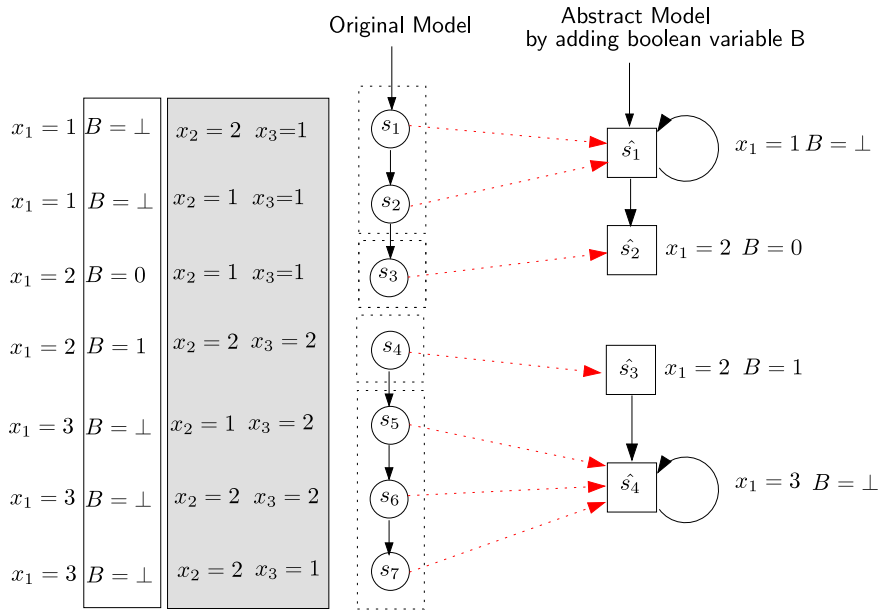 Original Model
Abstract Model
by adding boolean variable B
x₁ = 1 B = ⊥ x₂ = 2 x₃=1 s₁ ŝ₁ x₁ = 1 B = ⊥
x₁ = 1 B = ⊥ x₂ = 1 x₃=1 s₂
x₁ = 2 B = 0 x₂ = 1 x₃=1 s₃ ŝ₂ x₁ = 2 B = 0
x₁ = 2 B = 1 x₂ = 2 x₃ = 2 s₄ ŝ₃ x₁ = 2 B = 1
x₁ = 3 B = ⊥ x₂ = 1 x₃ = 2 s₅
x₁ = 3 B = ⊥ x₂ = 2 x₃ = 2 s₆ ŝ₄ x₁ = 3 B = ⊥
x₁ = 3 B = ⊥ x₂ = 2 x₃ = 1 s₇